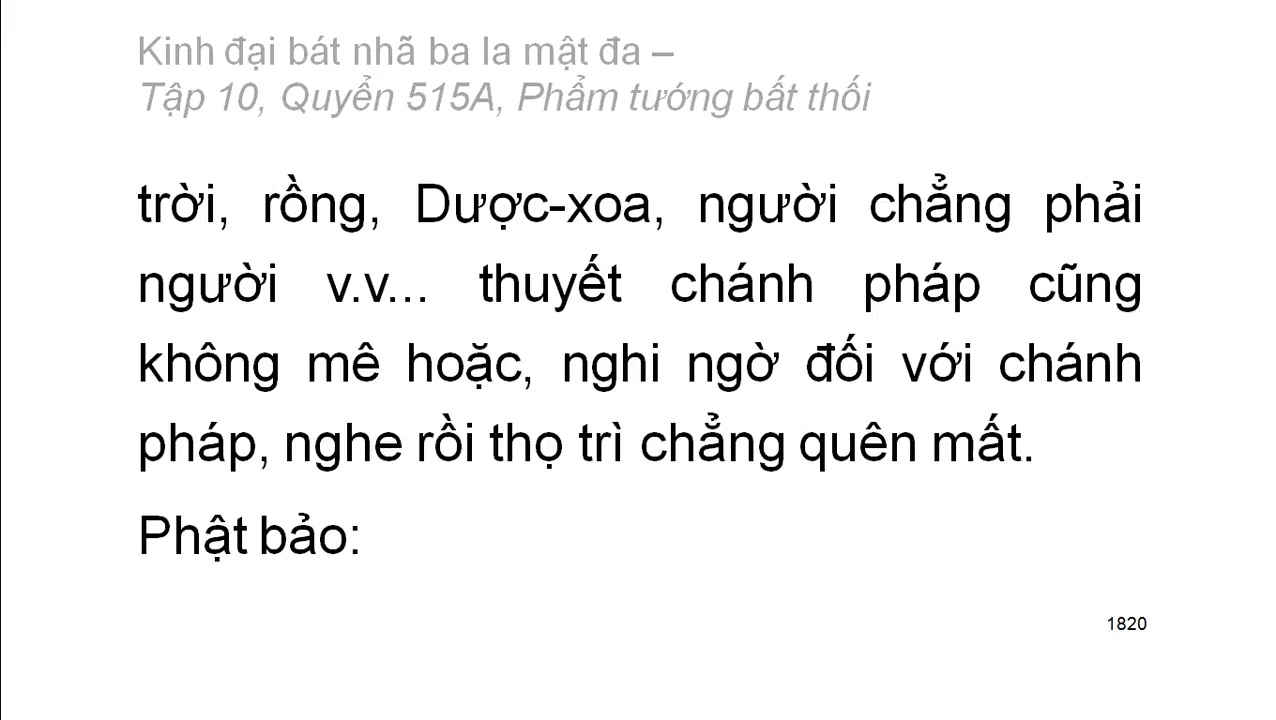 Kinh đại bát nhã ba la mật đa –
Tập 10, Quyển 515A, Phẩm tướng bất thối
trời, rồng, Dược-xoa, người chẳng phải
người v.v... thuyết chánh pháp cũng
không mê hoặc, nghi ngờ đối với chánh
pháp, nghe rồi thọ trì chẳng quên mất.
Phật bảo:
1820